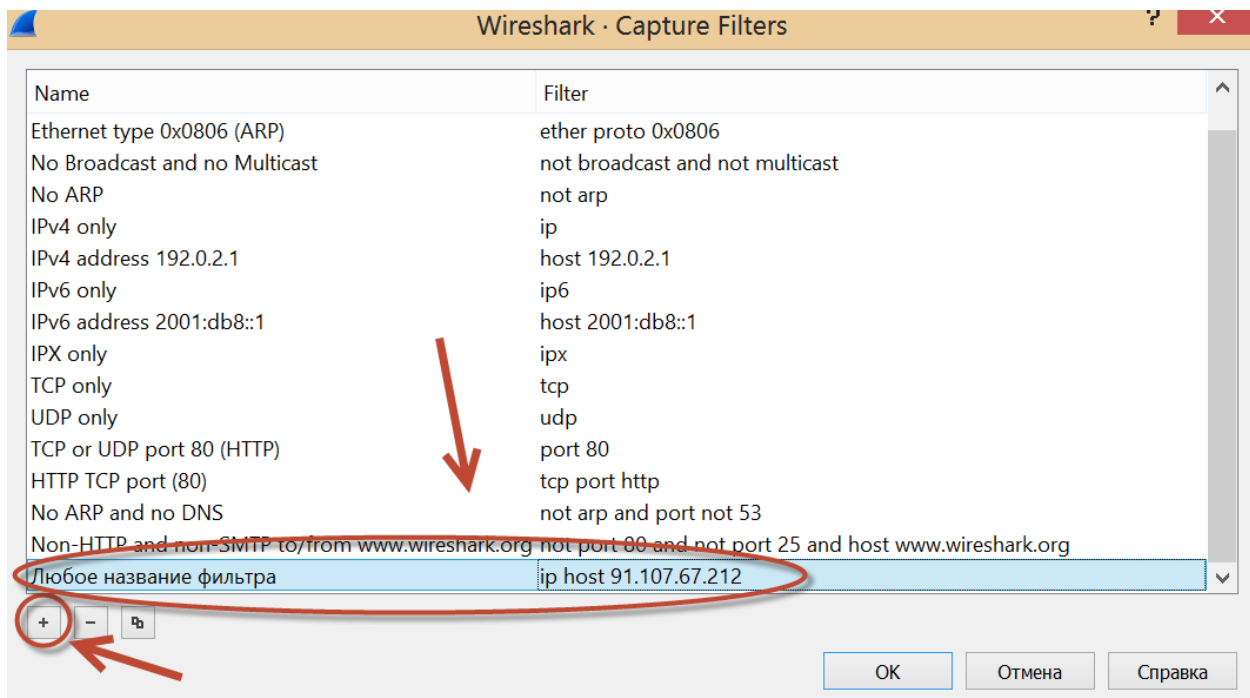 Wireshark · Capture Filters
?
Name Filter
Ethernet type 0x0806 (ARP) ether proto 0x0806
No Broadcast and no Multicast not broadcast and not multicast
No ARP not arp
IPv4 only ip
IPv4 address 192.0.2.1 host 192.0.2.1
IPv6 only ip6
IPv6 address 2001:db8::1 host 2001:db8::1
IPX only ipx
TCP only tcp
UDP only udp
TCP or UDP port 80 (HTTP) port 80
HTTP TCP port (80) tcp port http
No ARP and no DNS not arp and port not 53
Non-HTTP and non-SMTP to/from www.wireshark.org not port 80 and not port 25 and host www.wireshark.org
Любое название фильтра ip host 91.107.67.212
+ −
OK Отмена Справка